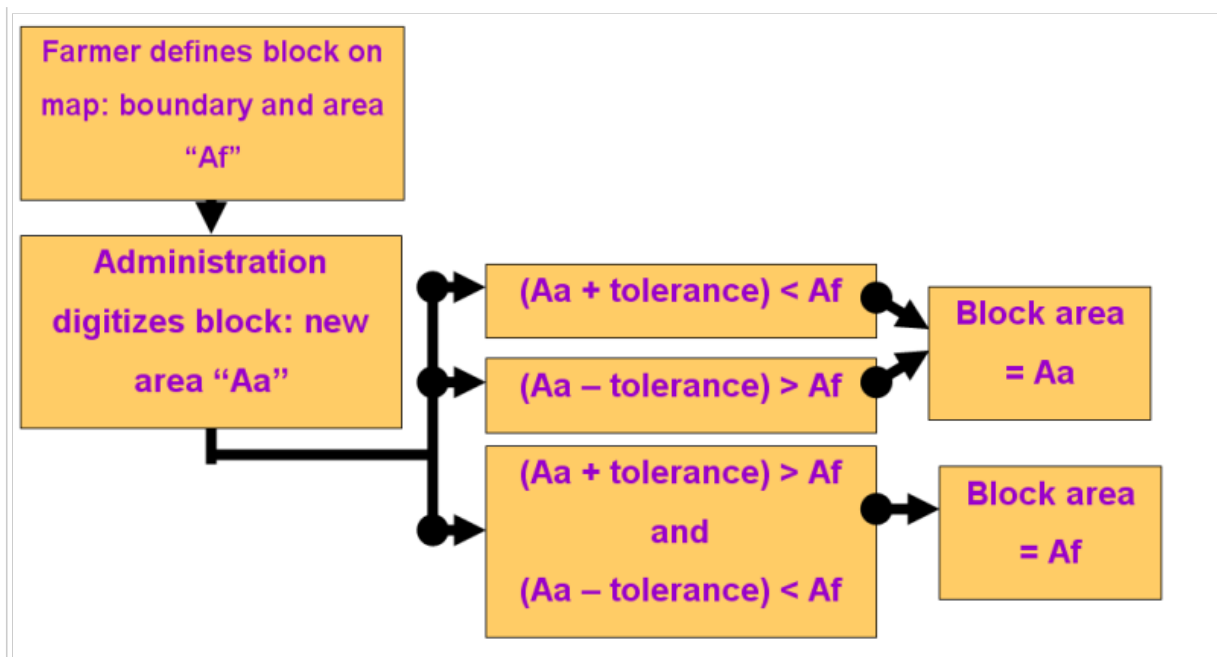 Farmer defines block on
map: boundary and area
“Af”
Administration
digitizes block: new
area “Aa”
(Aa + tolerance) < Af
(Aa – tolerance) > Af
(Aa + tolerance) > Af
and
(Aa – tolerance) < Af
Block area
= Aa
Block area
= Af